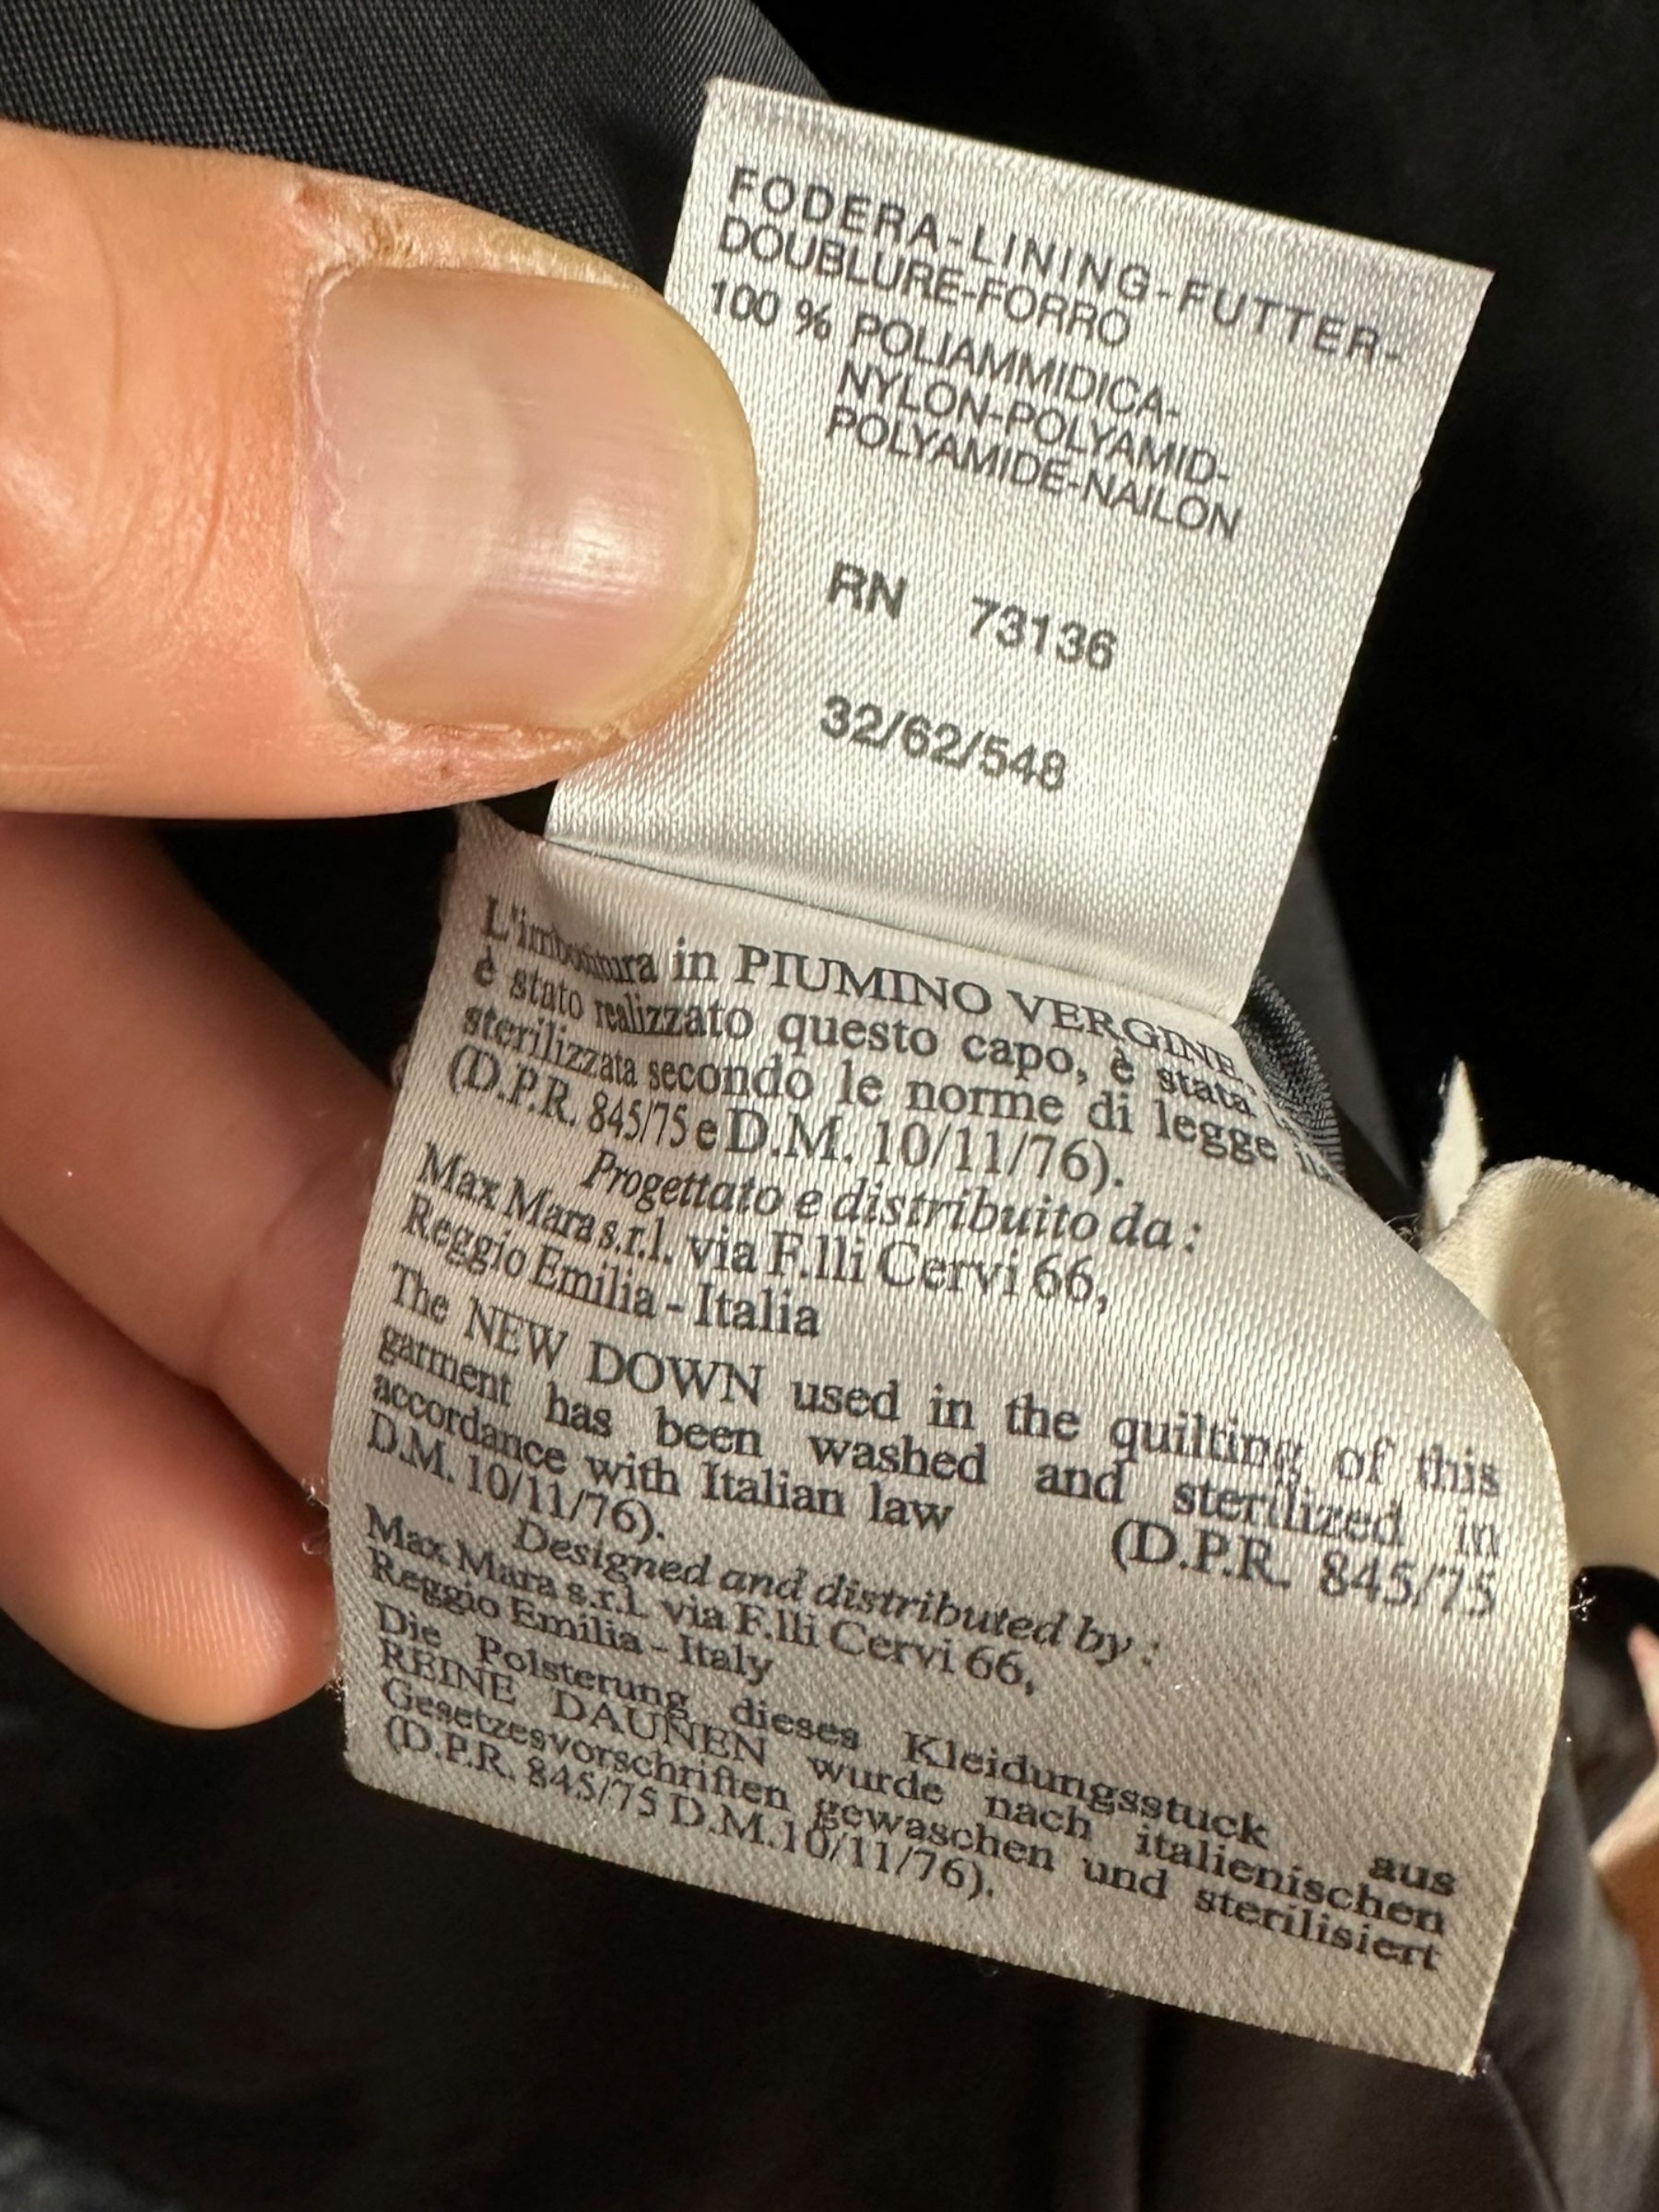 FODERA-LINING-FUTTER-
DOUBLURE-FORRO
100 % POLIAMMIDICA-
NYLON-POLYAMID-
POLYAMIDE-NAILON
RN 73136
32/62/548
L'imbottitura in PIUMINO VERGINE,
è stato realizzato questo capo, è stata
sterilizzata secondo le norme di legge
(D.P.R. 845/75 e D.M. 10/11/76).
Progettato e distribuito da :
Max Mara s.r.l. via F.lli Cervi 66,
Reggio Emilia - Italia
The NEW DOWN used in the quilting of this
garment has been washed and sterilized in
accordance with Italian law (D.P.R. 845/75
D.M. 10/11/76).
Designed and distributed by :
Max Mara s.r.l. via F.lli Cervi 66,
Reggio Emilia - Italy
Die Polsterung dieses Kleidungsstuck aus
REINE DAUNEN wurde nach italienischen
Gesetzesvorschriften gewaschen und sterilisiert
(D.P.R. 845/75 D.M.10/11/76).